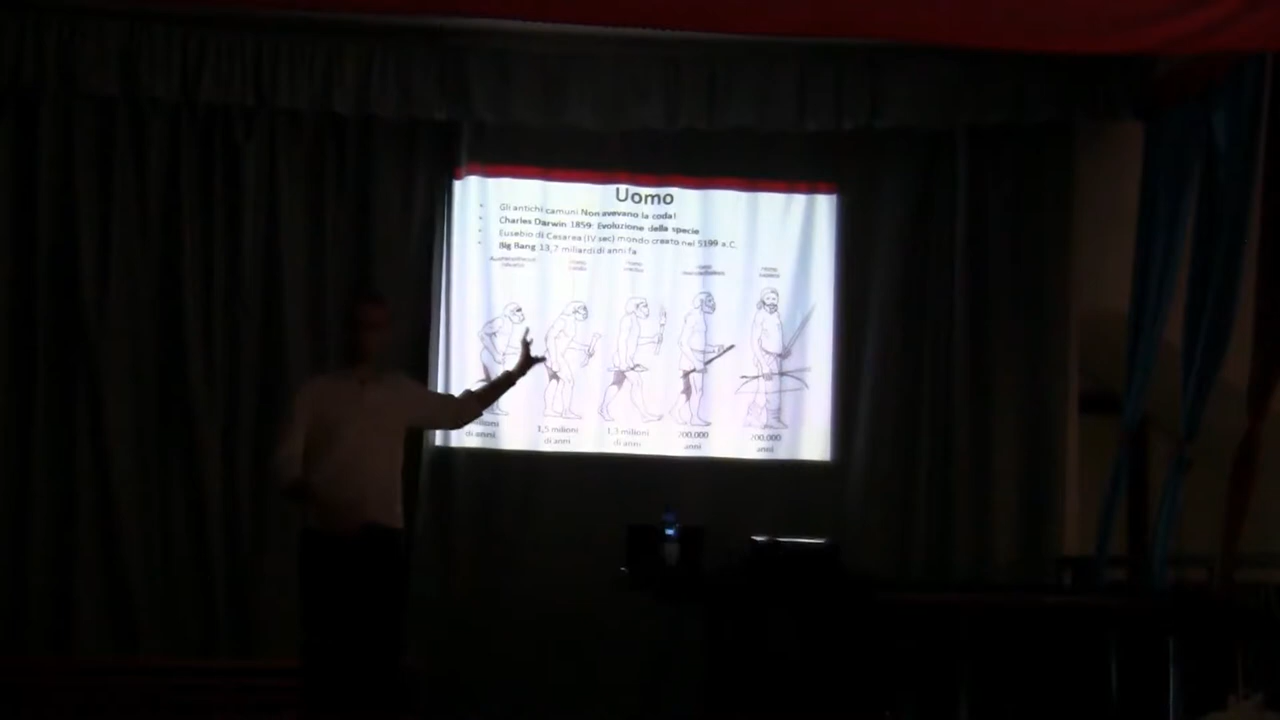 Uomo
Gli antichi camuni Non avevano la coda!
Charles Darwin 1859: Evoluzione della specie
Eusebio di Cesarea (IV sec) mondo creato nel 5199 a.C.
Big Bang 13,7 miliardi di anni fa
Homo
Homo
di anni
1,5 milioni
di anni
1,3 milioni
di anni
200.000
anni
200.000
anni